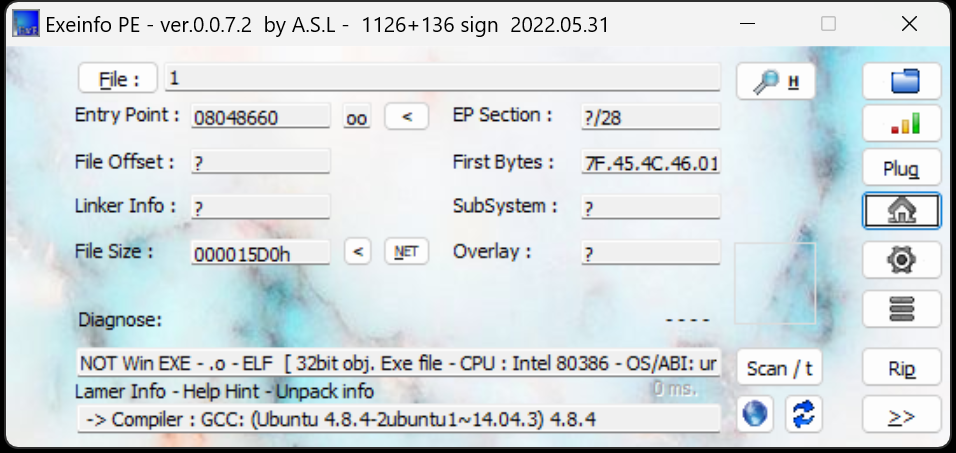 Exeinfo PE - ver.0.0.7.2 by A.S.L - 1126+136 sign 2022.05.31
File : 1 H
Entry Point : 08048660 oo < EP Section : ?/28
File Offset : ? First Bytes : 7F.45.4C.46.01 Plug
Linker Info : ? SubSystem : ?
File Size : 000015D0h < NET Overlay : ?
Diagnose: - - - -
NOT Win EXE - .o - ELF [ 32bit obj. Exe file - CPU : Intel 80386 - OS/ABI: ur Scan / t Rip
Lamer Info - Help Hint - Unpack info 0 ms.
-> Compiler : GCC: (Ubuntu 4.8.4-2ubuntu1~14.04.3) 4.8.4 >>